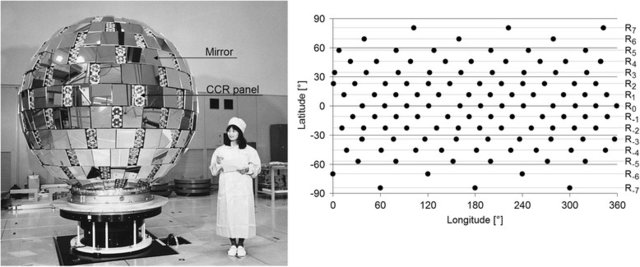 Mirror
CCR panel
Latitude [°]
90
60
30
0
-30
-60
-90
0
60
120
180
240
300
360
Longitude [°]
R7
R6
R5
R4
R3
R2
R1
R0
R-1
R-2
R-3
R-4
R-5
R-6
R-7